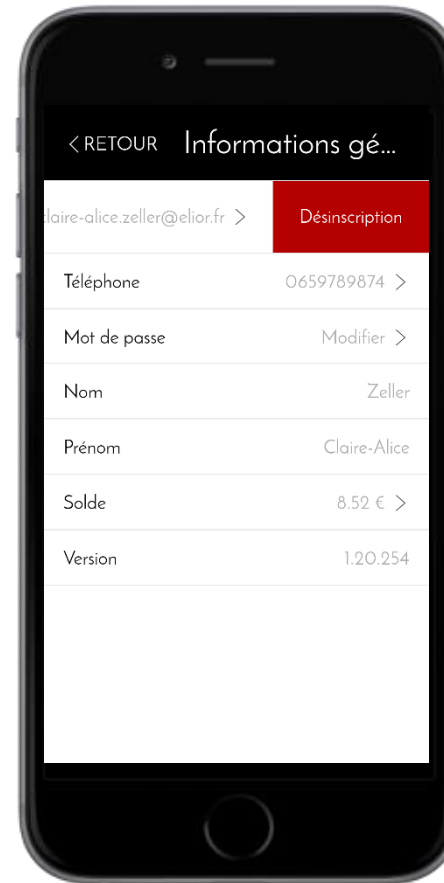 < RETOUR Informations gé...
claire-alice.zeller@elior.fr > Désinscription
Téléphone 0659789874 >
Mot de passe Modifier >
Nom Zeller
Prénom Claire-Alice
Solde 8.52 € >
Version 1.20.254